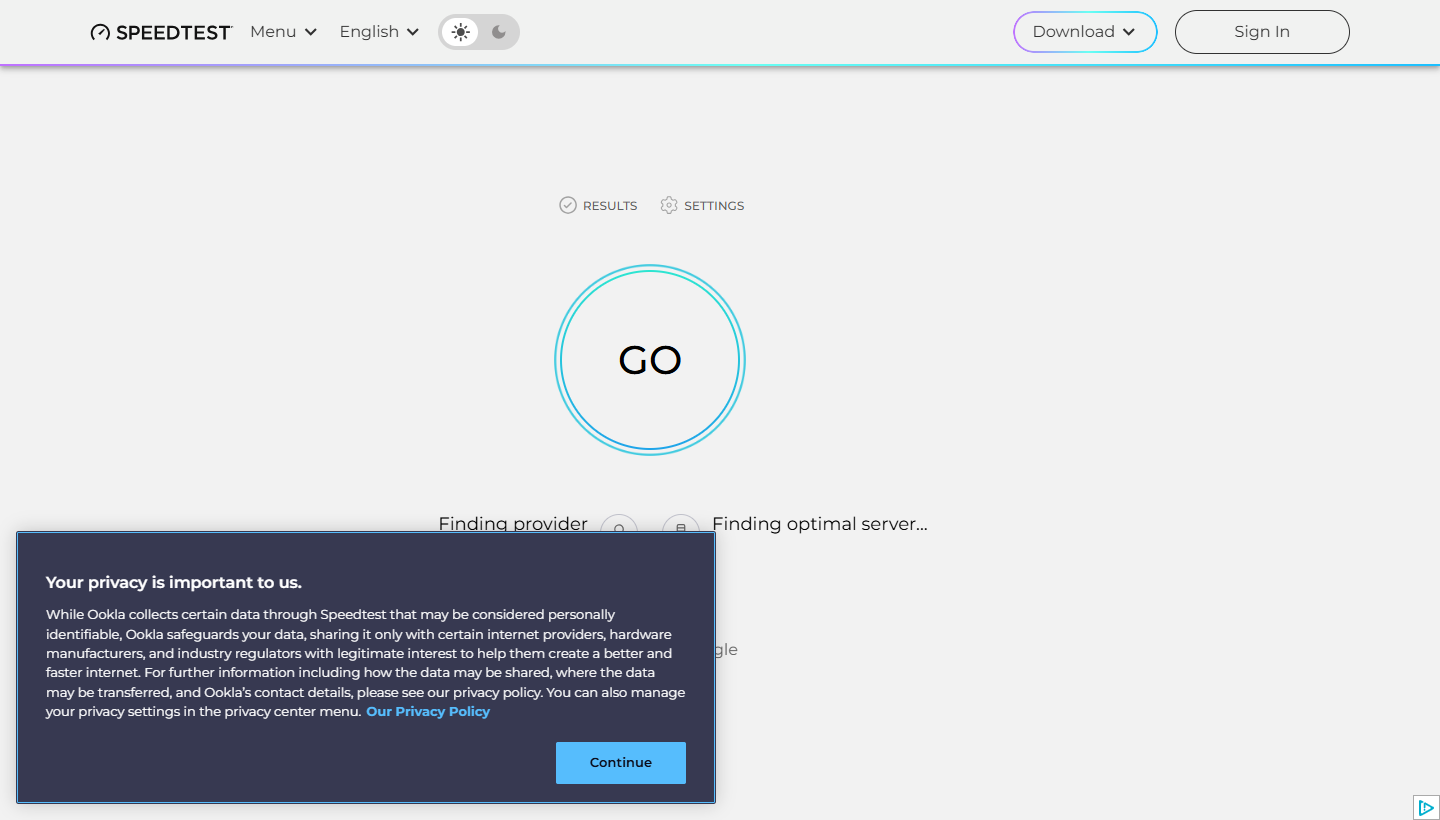 SPEEDTEST
Menu
English
Download
Sign In
RESULTS
SETTINGS
GO
Finding provider
Finding optimal server...
Your privacy is important to us.
While Ookla collects certain data through Speedtest that may be considered personally
identifiable, Ookla safeguards your data, sharing it only with certain internet providers, hardware
manufacturers, and industry regulators with legitimate interest to help them create a better and
faster internet. For further information including how the data may be shared, where the data
may be transferred, and Ookla's contact details, please see our privacy policy. You can also manage
your privacy settings in the privacy center menu. Our Privacy Policy
gle
Continue